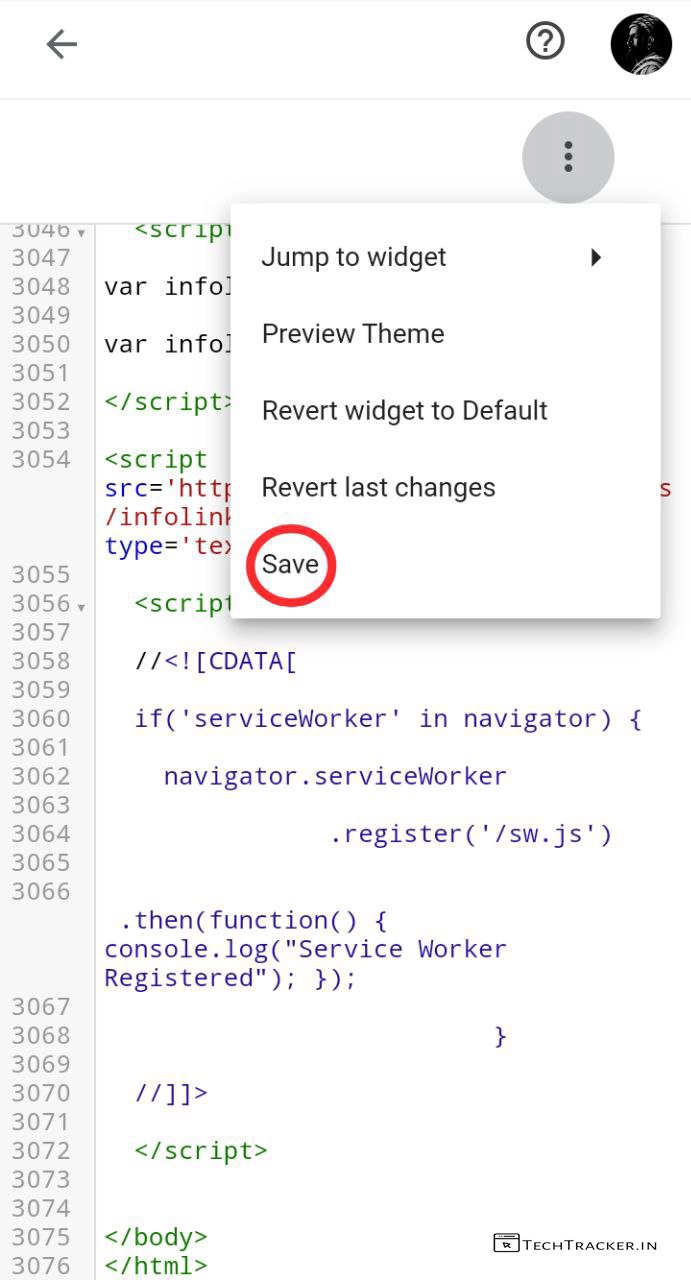 3046 <script
3047
3048 var infol
3049
3050 var infol
3051
3052 </script>
3053
3054 <script
src='http s
/infolink
type='tex
3055
3056 <script
3057
3058 //<![CDATA[
3059
3060 if('serviceWorker' in navigator) {
3061
3062 navigator.serviceWorker
3063
3064 .register('/sw.js')
3065
3066
.then(function() {
console.log("Service Worker
Registered"); });
3067
3068 }
3069
3070 //]]>
3071
3072 </script>
3073
3074
3075 </body>
3076 </html>
Jump to widget
Preview Theme
Revert widget to Default
Revert last changes
Save
TECHTRACKER.IN